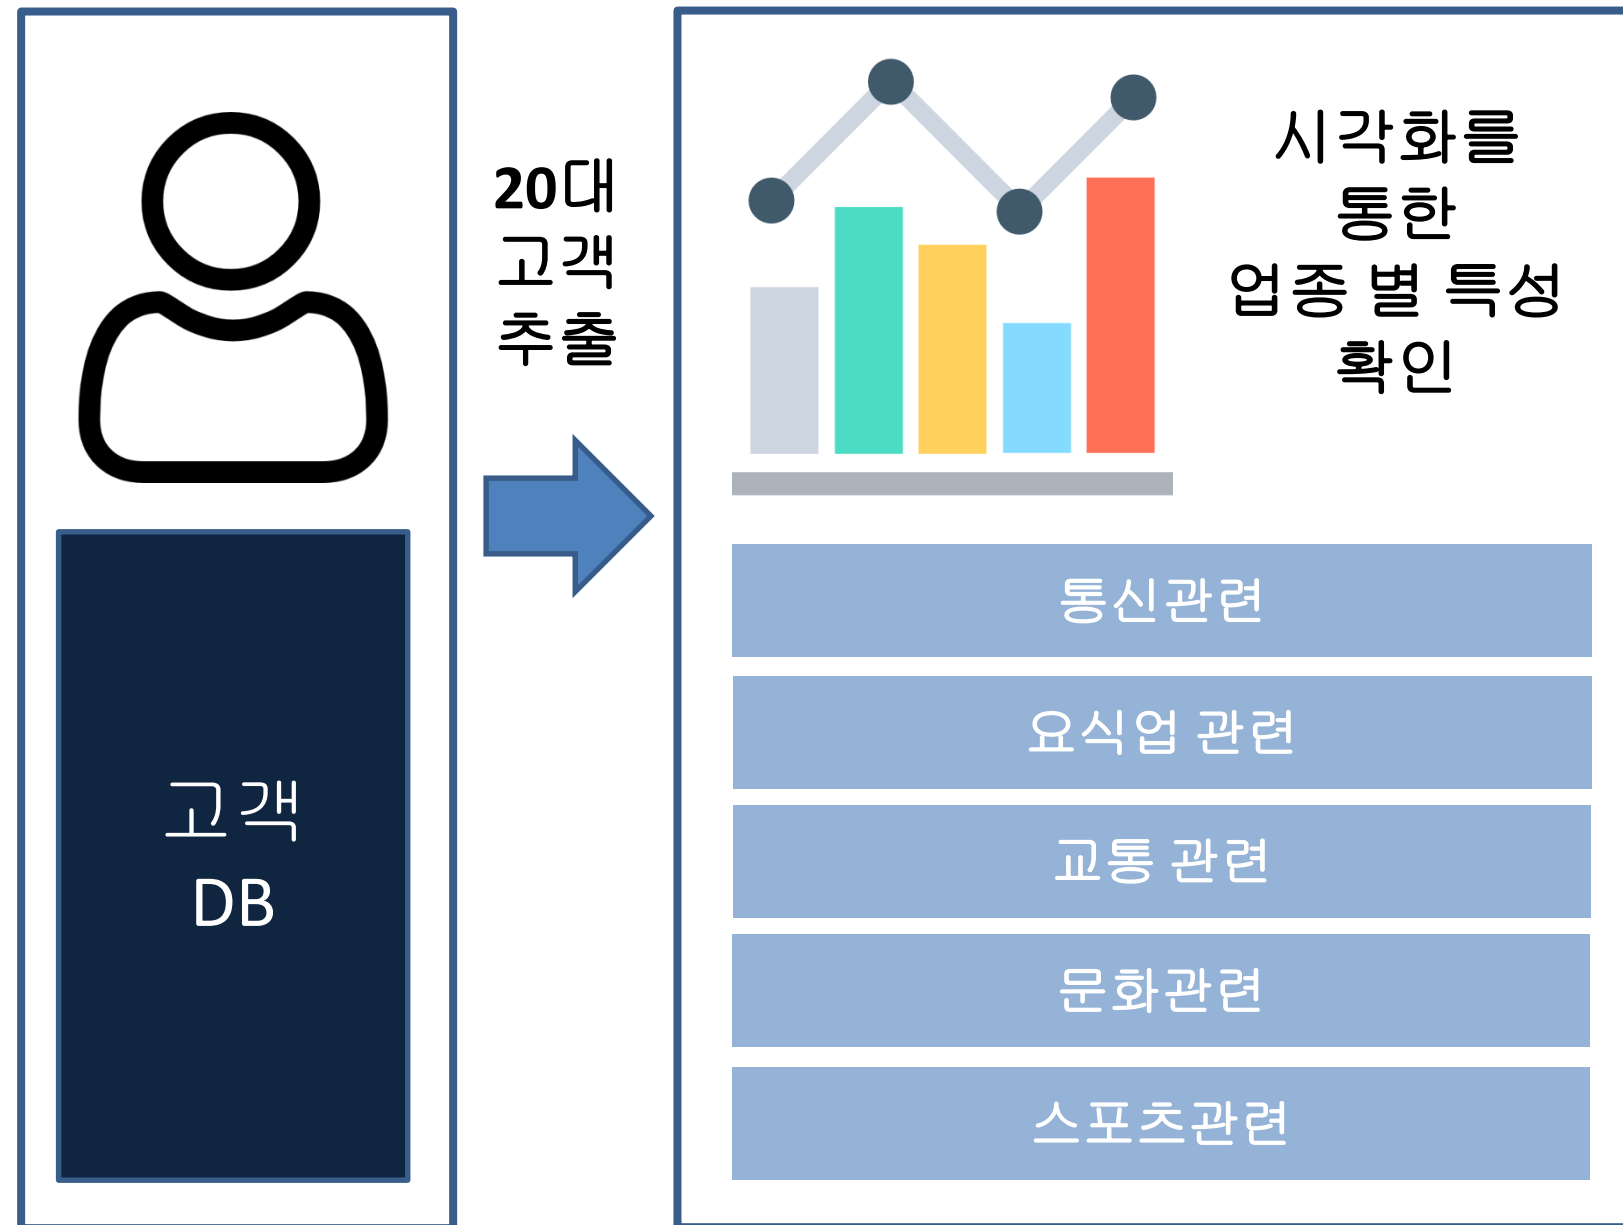 고객
DB
20대
고객
추출
시각화를
통한
업종 별 특성
확인
통신관련
요식업 관련
교통 관련
문화관련
스포츠관련